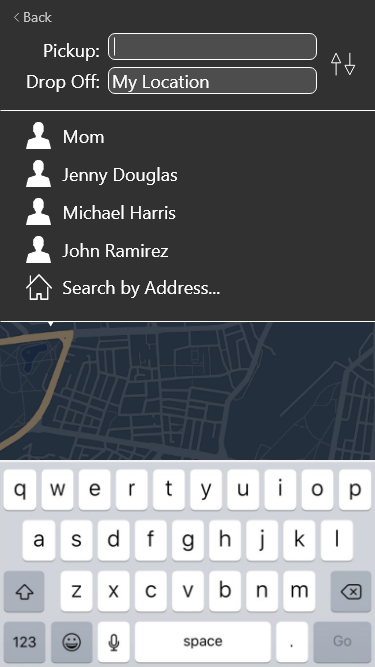 Back
Pickup:
Drop Off: My Location
Mom
Jenny Douglas
Michael Harris
John Ramirez
Search by Address...
q w e r t y u i o p
a s d f g h j k l
z x c v b n m
123 space . Go